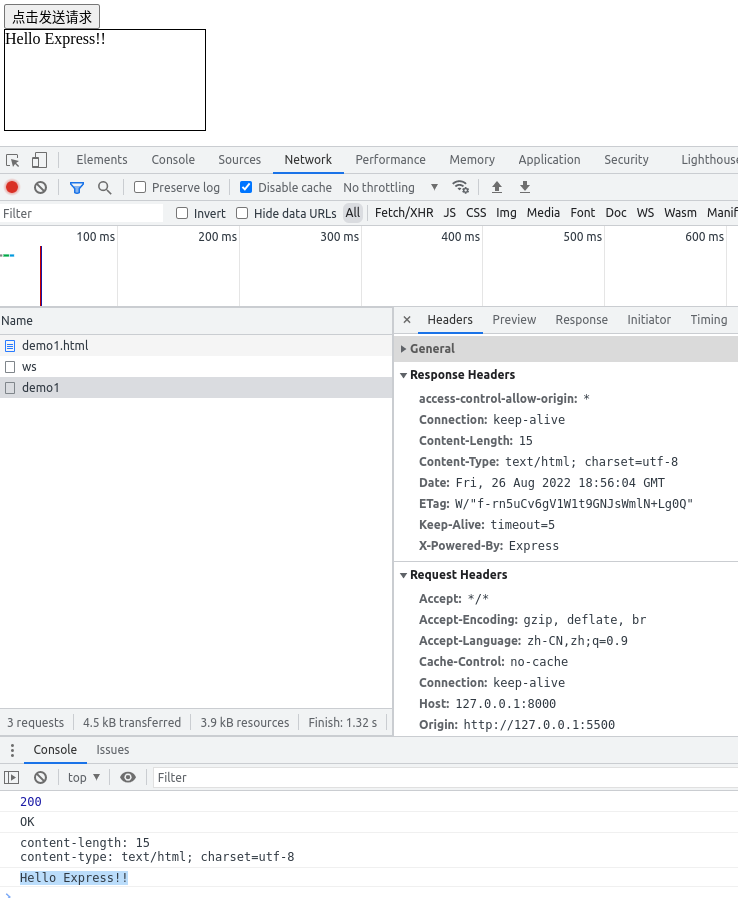 点击发送请求
Hello Express!!
Elements Console Sources Network Performance Memory Application Security Lighthouse
Preserve log Disable cache No throttling
Filter Invert Hide data URLs All Fetch/XHR JS CSS Img Media Font Doc WS Wasm Manif
100 ms 200 ms 300 ms 400 ms 500 ms 600 ms
Name
demo1.html
ws
demo1
3 requests 4.5 kB transferred 3.9 kB resources Finish: 1.32 s
× Headers Preview Response Initiator Timing
General
Response Headers
access-control-allow-origin: *
Connection: keep-alive
Content-Length: 15
Content-Type: text/html; charset=utf-8
Date: Fri, 26 Aug 2022 18:56:04 GMT
ETag: W/"f-rn5uCv6gV1W1t9GNJsWmlN+Lg0Q"
Keep-Alive: timeout=5
X-Powered-By: Express
Request Headers
Accept: */*
Accept-Encoding: gzip, deflate, br
Accept-Language: zh-CN,zh;q=0.9
Cache-Control: no-cache
Connection: keep-alive
Host: 127.0.0.1:8000
Origin: http://127.0.0.1:5500
Console Issues
top Filter
200
OK
content-length: 15
content-type: text/html; charset=utf-8
Hello Express!!